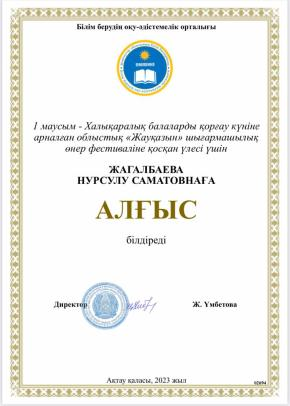 Білім берудің оқу-әдістемелік орталығы
1 маусым - Халықаралық балаларды қорғау күніне
арналған облыстық «Жауқазын» шығармашылық
өнер фестиваліне қосқан үлесі үшін
ЖАГАЛБАЕВА
НУРСУЛУ САМАТОВНАҒА
АЛҒЫС
білдіреді
Директор
Ж. Үмбетова
Ақтау қаласы, 2023 жыл
02694